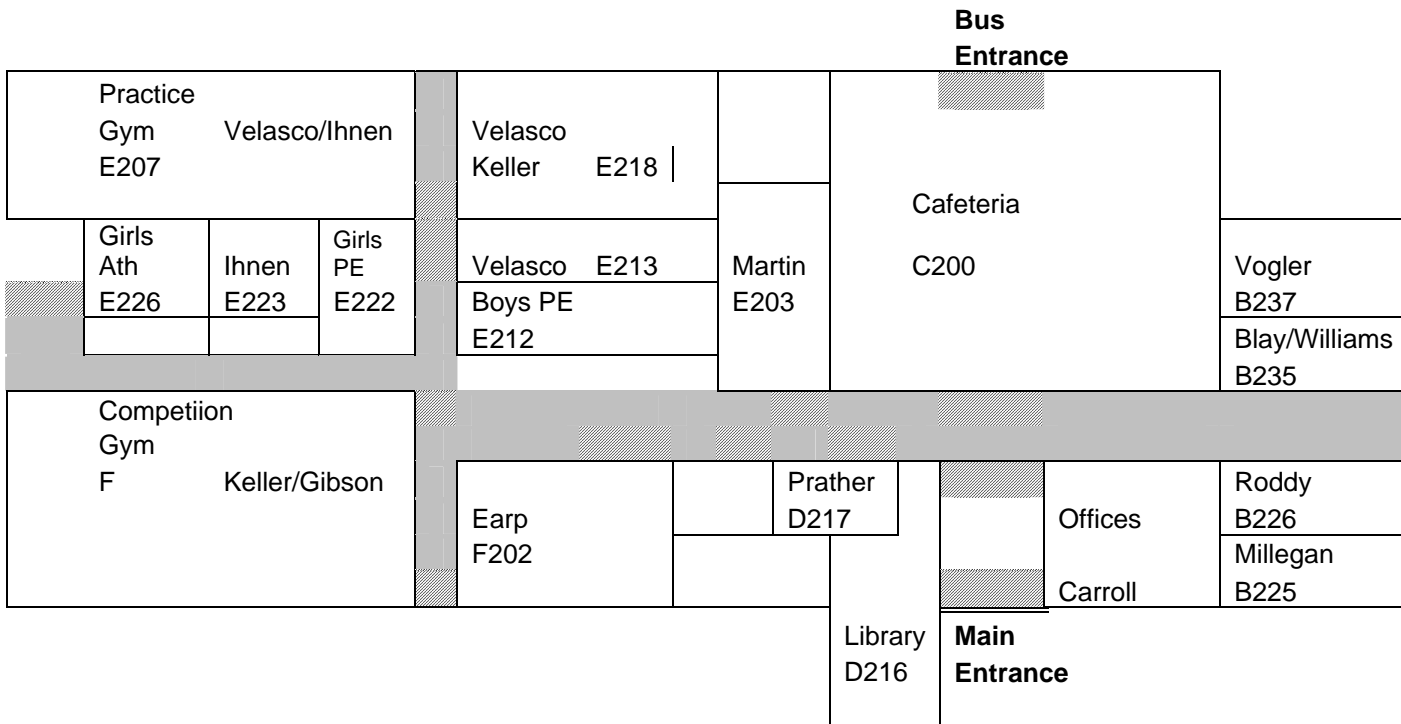 Bus
Entrance
Practice
Gym Velasco/Ihnen
E207
Velasco
Keller E218
Cafeteria
C200
Girls
Ath
E226
Ihnen
E223
Girls
PE
E222
Velasco E213
Boys PE
E212
Martin
E203
Vogler
B237
Blay/Williams
B235
Competiion
Gym
F Keller/Gibson
Earp
F202
Prather
D217
Offices
Carroll
Roddy
B226
Millegan
B225
Library
D216
Main
Entrance